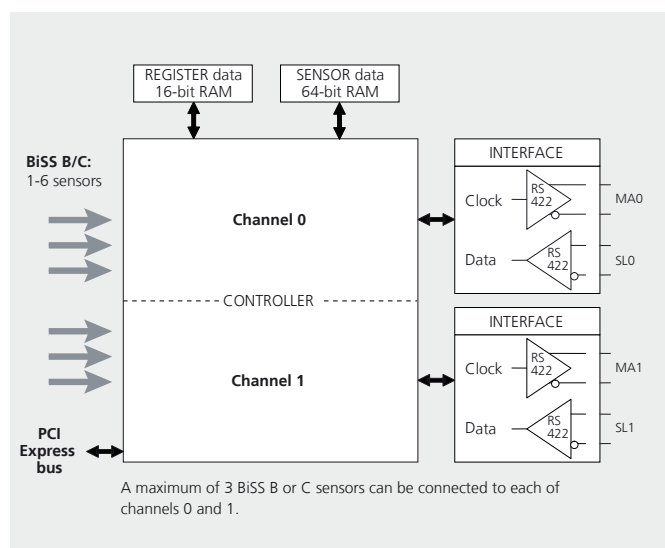 REGISTER data
16-bit RAM
SENSOR data
64-bit RAM
BiSS B/C:
1-6 sensors
Channel 0
CONTROLLER
Channel 1
PCI
Express
bus
INTERFACE
Clock
RS
422
MA0
Data
RS
422
SL0
INTERFACE
Clock
RS
422
MA1
Data
RS
422
SL1
A maximum of 3 BiSS B or C sensors can be connected to each of
channels 0 and 1.